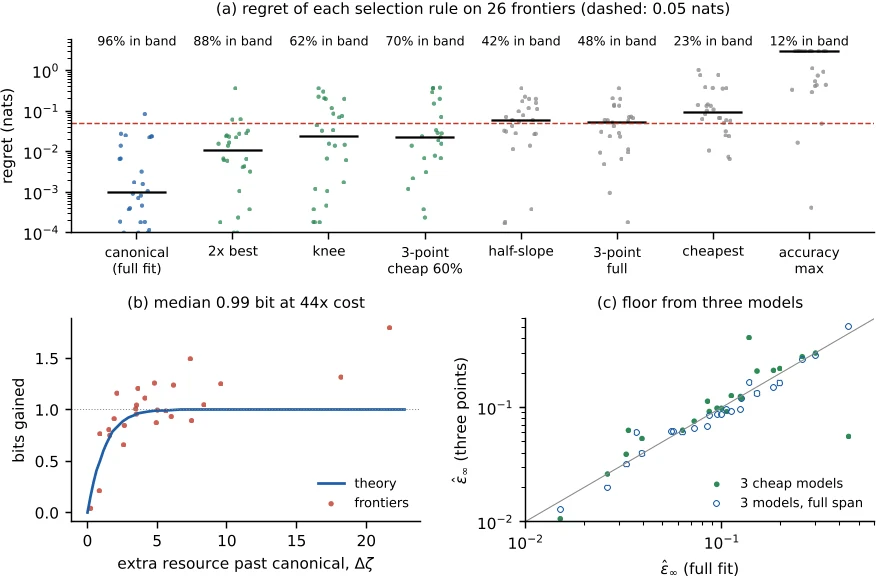 (a) regret of each selection rule on 26 frontiers (dashed: 0.05 nats)
96% in band 88% in band 62% in band 70% in band 42% in band 48% in band 23% in band 12% in band
regret (nats)
10⁰
10⁻¹
10⁻²
10⁻³
10⁻⁴
canonical 2x best knee 3-point half-slope 3-point cheapest accuracy
(full fit) cheap 60% full max
(b) median 0.99 bit at 44x cost
bits gained
1.5
1.0
0.5
0.0
theory
frontiers
0 5 10 15 20
extra resource past canonical, Δζ
(c) floor from three models
ε̂∞ (three points)
10⁻¹
10⁻²
3 cheap models
3 models, full span
10⁻² 10⁻¹
ε̂∞ (full fit)